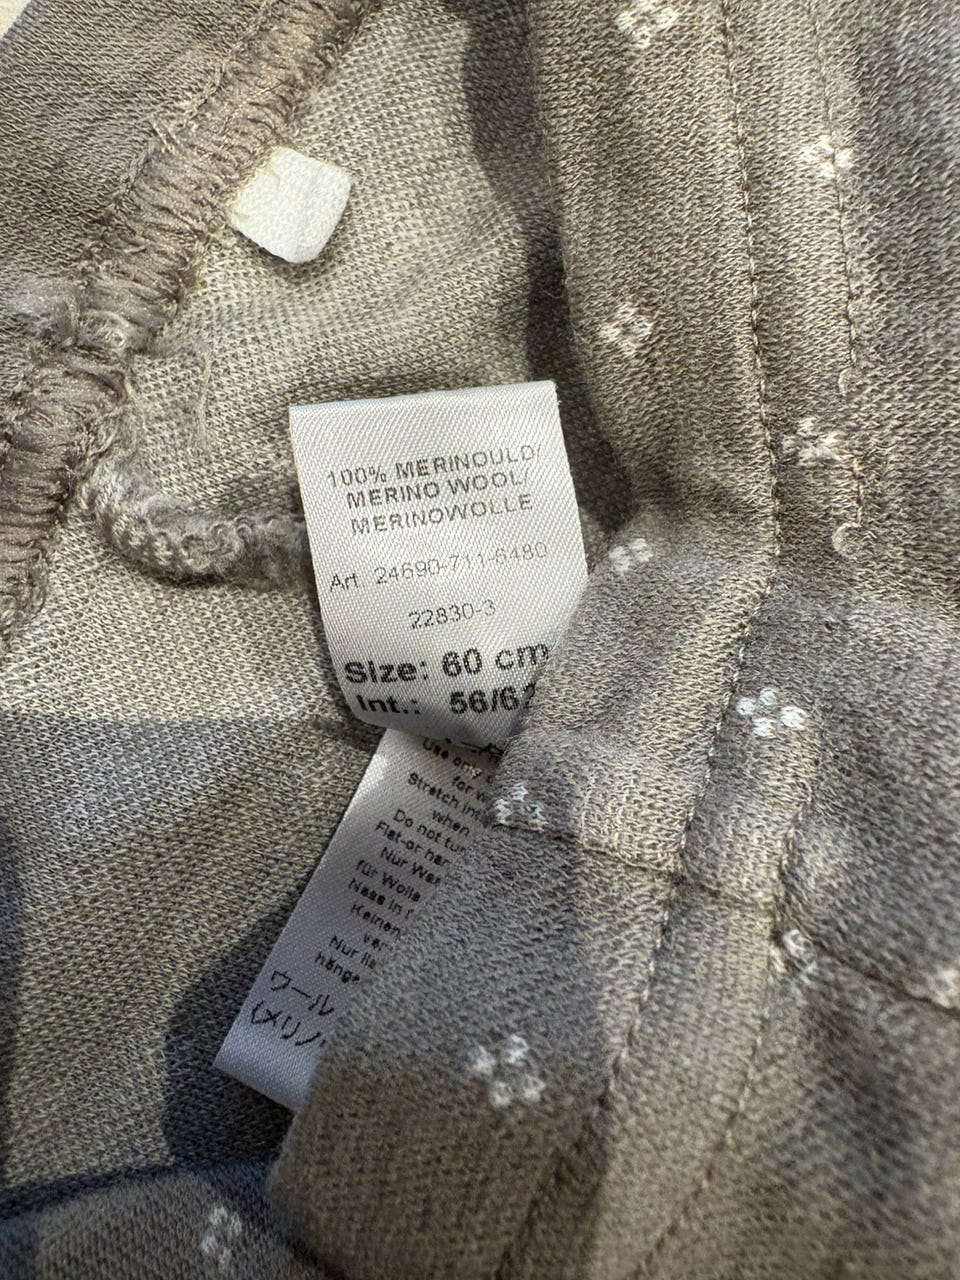 100% MERINOULD/
MERINO WOOL/
MERINOWOLLE
Art 24690-711-6480
22830-3
Size: 60 cm
Int.: 56/62
Use only
for
Stretch
when
Do not
Flat-or
Nur
für Wolle
Nass in
Keinen
Nur
ワール